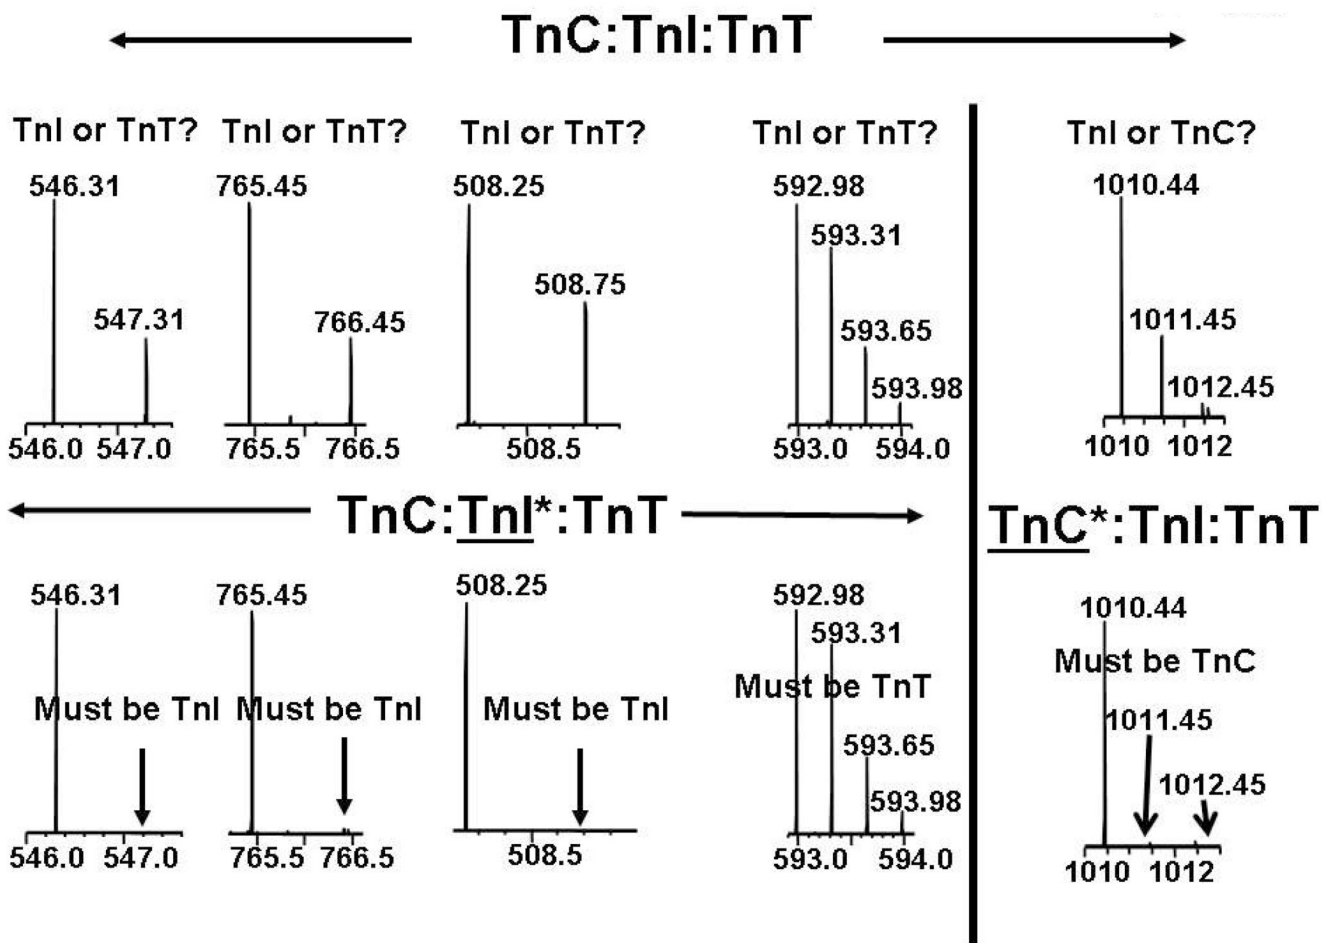 TnC:TnI:TnT
TnI or TnT? TnI or TnT? TnI or TnT? TnI or TnT? TnI or TnC?
546.31 765.45 508.25 592.98 1010.44
593.31
508.75
547.31 766.45 593.65 1011.45
593.98 1012.45
546.0 547.0 765.5 766.5 508.5 593.0 594.0 1010 1012
TnC:TnI*:TnT TnC*:TnI:TnT
546.31 765.45 508.25 592.98 1010.44
593.31
Must be TnI Must be TnI Must be TnI Must be TnT Must be TnC
1011.45
593.65
1012.45
593.98
546.0 547.0 765.5 766.5 508.5 593.0 594.0 1010 1012